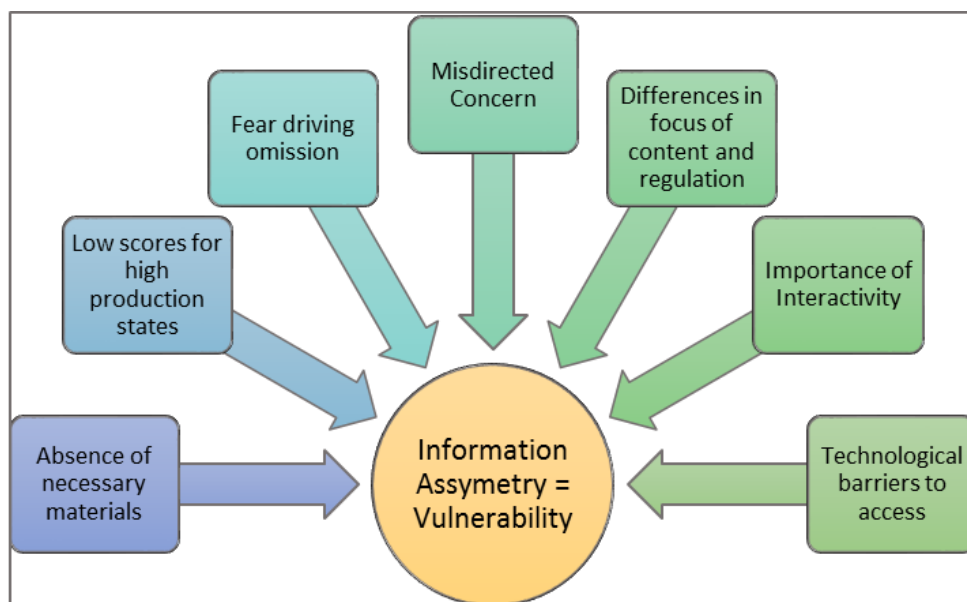 Misdirected
Concern
Differences in
focus of
content and
regulation
Fear driving
omission
Low scores for
high
production
states
Importance of
Interactivity
Absence of
necessary
materials
Information
Assymetry =
Vulnerability
Technological
barriers to
access